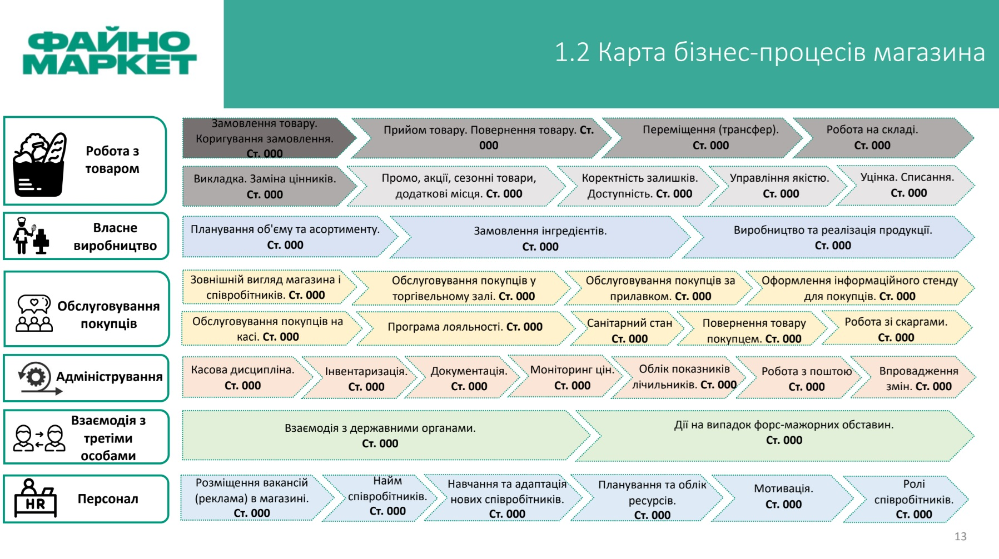 ФАЙНО
МАРКЕТ
1.2 Карта бізнес-процесів магазина
Робота з
товаром
Замовлення товару.
Коригування замовлення.
Ст. 000
Прийом товару. Повернення товару. Ст.
000
Переміщення (трансфер).
Ст. 000
Робота на складі.
Ст. 000
Викладка. Заміна цінників.
Ст. 000
Промо, акції, сезонні товари,
додаткові місця. Ст. 000
Коректність залишків.
Доступність. Ст. 000
Управління якістю.
Ст. 000
Уцінка. Списання.
Ст. 000
Власне
виробництво
Планування об'єму та асортименту.
Ст. 000
Замовлення інгредієнтів.
Ст. 000
Виробництво та реалізація продукції.
Ст. 000
Обслуговування
покупців
Зовнішній вигляд магазина і
співробітників. Ст. 000
Обслуговування покупців у
торгівельному залі. Ст. 000
Обслуговування покупців за
прилавком. Ст. 000
Оформлення інформаційного стенду
для покупців. Ст. 000
Обслуговування покупців на
касі. Ст. 000
Програма лояльності. Ст. 000
Санітарний стан
Ст. 000
Повернення товару
покупцем. Ст. 000
Робота зі скаргами.
Ст. 000
Адміністрування
Касова дисципліна.
Ст. 000
Інвентаризація.
Ст. 000
Документація.
Ст. 000
Моніторинг цін.
Ст. 000
Облік показників
лічильників. Ст. 000
Робота з поштою
Ст. 000
Впровадження
змін. Ст. 000
Взаємодія з
третіми
особами
Взаємодія з державними органами.
Ст. 000
Дії на випадок форс-мажорних обставин.
Ст. 000
HR
Персонал
Розміщення вакансій
(реклама) в магазині.
Ст. 000
Найм
співробітників.
Ст. 000
Навчання та адаптація
нових співробітників.
Ст. 000
Планування та облік
ресурсів.
Ст. 000
Мотивація.
Ст. 000
Ролі
співробітників.
Ст. 000
13